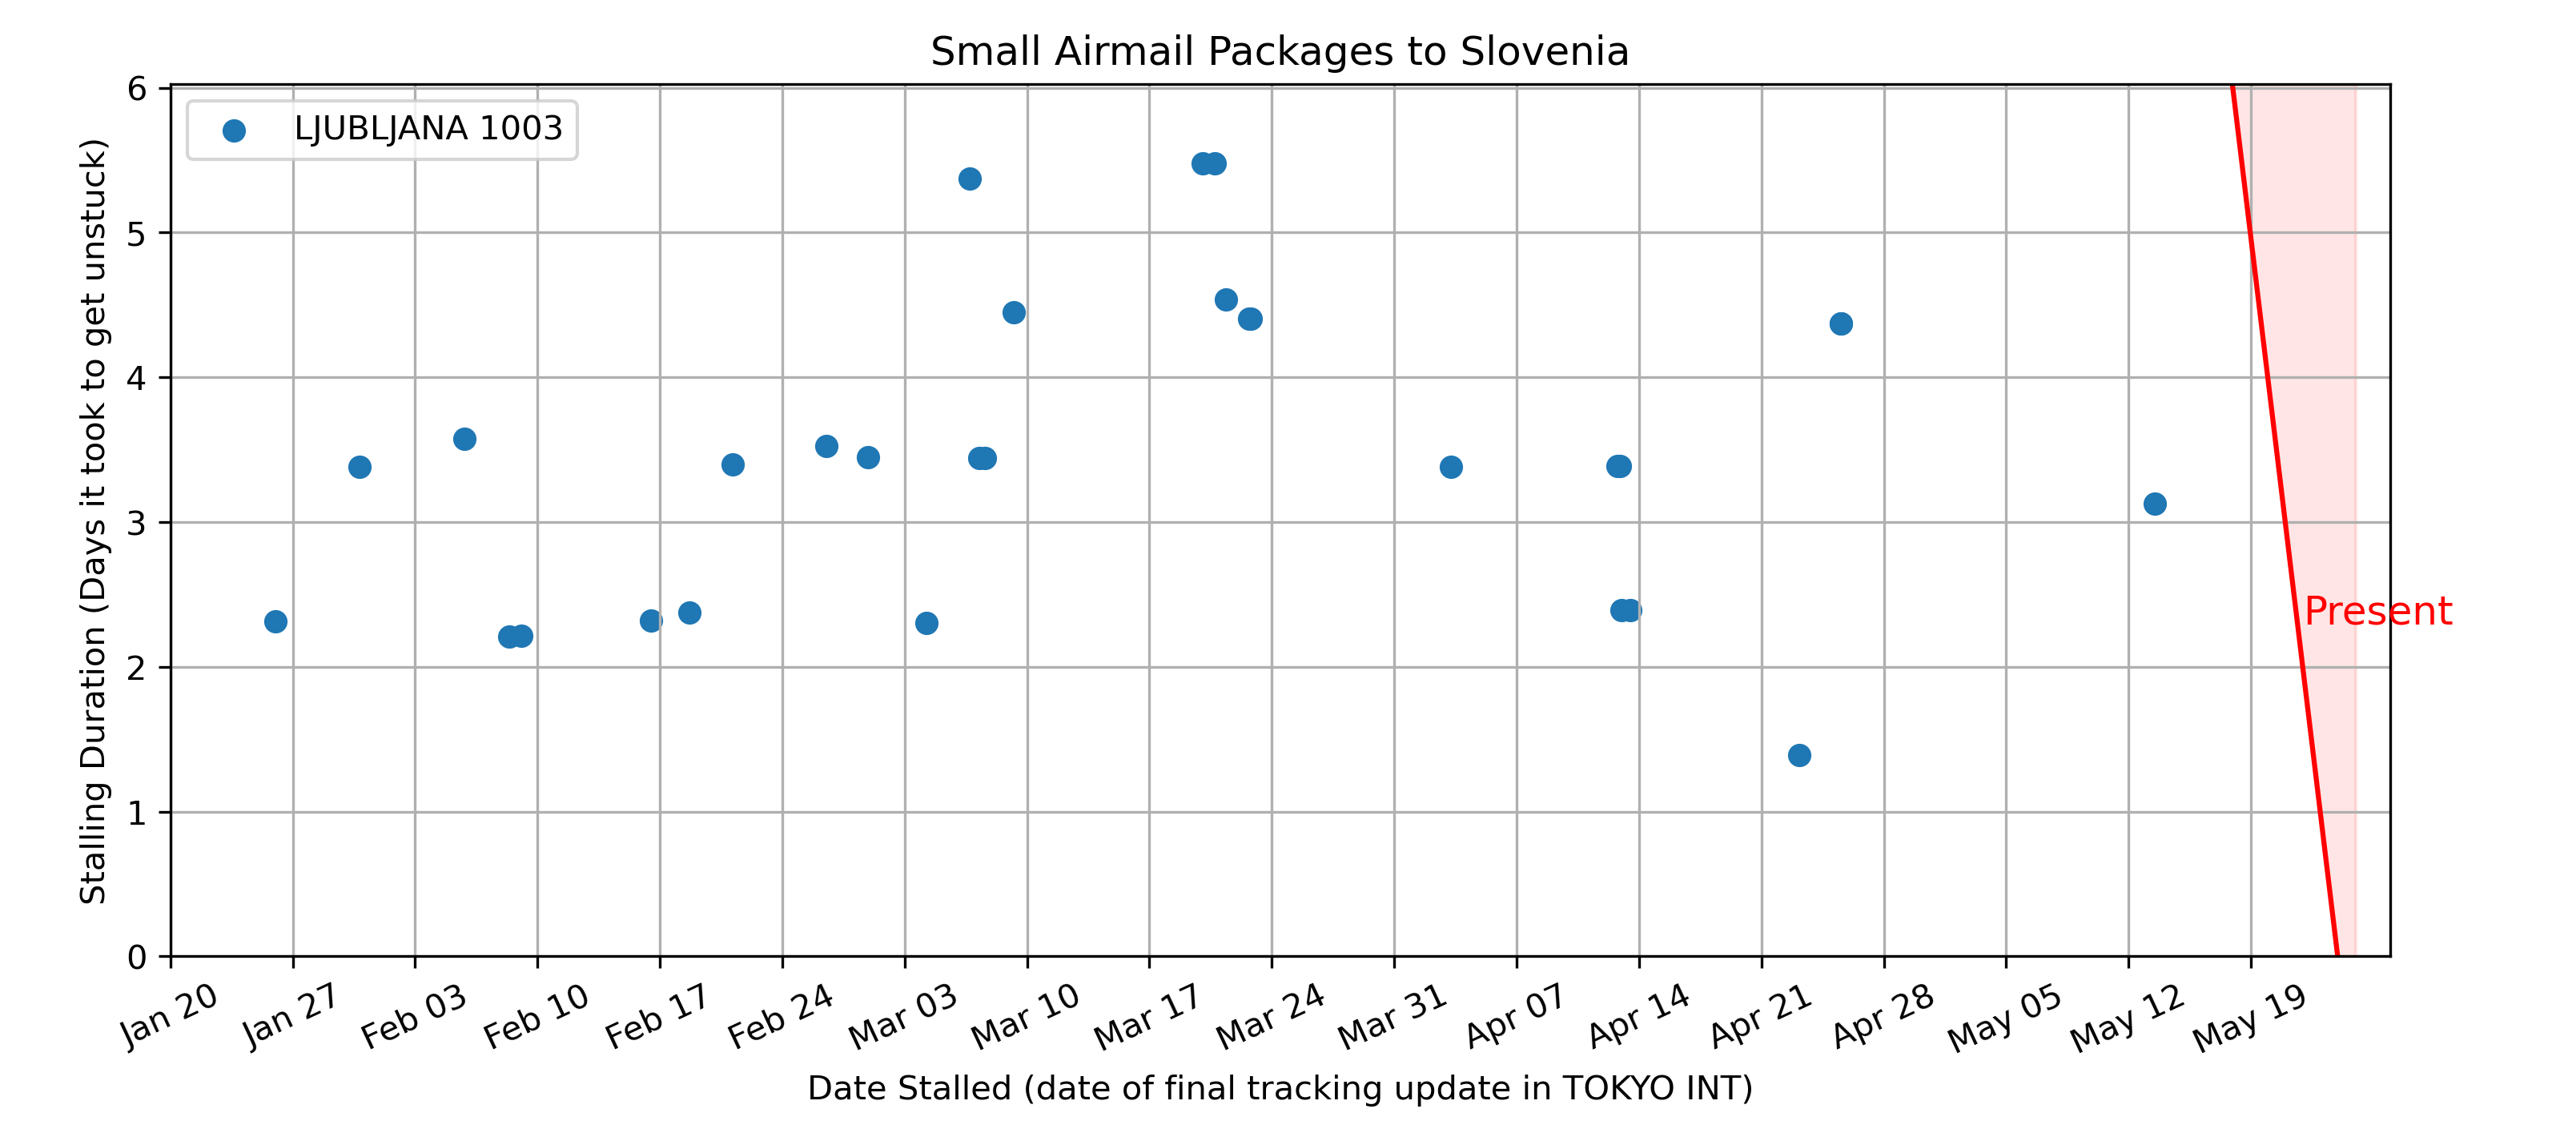 Small Airmail Packages to Slovenia
LJUBLJANA 1003
Stalling Duration (Days it took to get unstuck)
6
5
4
3
2
1
0
Present
Jan 20
Jan 27
Feb 03
Feb 10
Feb 17
Feb 24
Mar 03
Mar 10
Mar 17
Mar 24
Mar 31
Apr 07
Apr 14
Apr 21
Apr 28
May 05
May 12
May 19
Date Stalled (date of final tracking update in TOKYO INT)